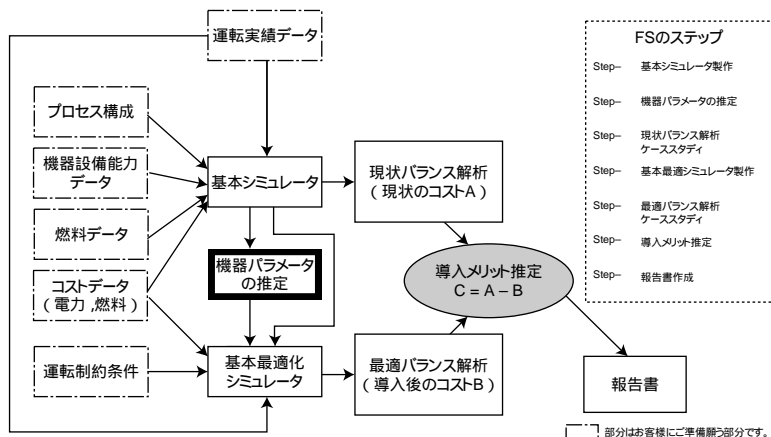 運転実績データ
プロセス構成
機器設備能力
データ
燃料データ
コストデータ
(電力,燃料)
運転制約条件
基本シミュレータ
機器パラメータ
の推定
基本最適化
シミュレータ
現状バランス解析
(現状のコストA)
最適バランス解析
(導入後のコストB)
導入メリット推定
C = A – B
報告書
FSのステップ
Step– 基本シミュレータ製作
Step– 機器パラメータの推定
Step– 現状バランス解析
ケーススタディ
Step– 基本最適シミュレータ製作
Step– 最適バランス解析
ケーススタディ
Step– 導入メリット推定
Step– 報告書作成
部分はお客様にご準備願う部分です。